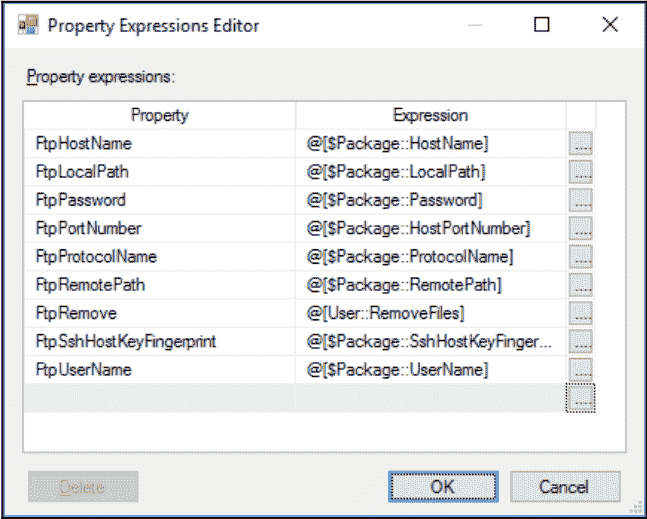 Property Expressions Editor
Property expressions:
Property Expression
FtpHostName @[$Package::HostName] ....
FtpLocalPath @[$Package::LocalPath] ....
FtpPassword @[$Package::Password] ....
FtpPortNumber @[$Package::HostPortNumber] ....
FtpProtocolName @[$Package::ProtocolName] ....
FtpRemotePath @[$Package::RemotePath] ....
FtpRemove @[User::RemoveFiles] ....
FtpSshHostKeyFingerprint @[$Package::SshHostKeyFinger... ....
FtpUserName @[$Package::UserName] ....
....
Delete OK Cancel